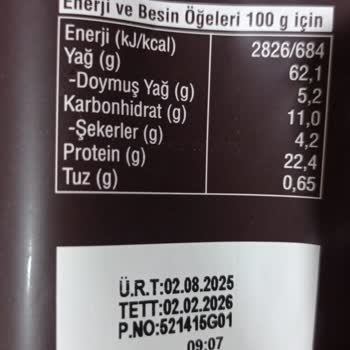 Enerji ve Besin Öğeleri 100 g için
Enerji (kJ/kcal) 2826/684
Yağ (g) 62,1
-Doymuş Yağ (g) 5,2
Karbonhidrat (g) 11,0
-Şekerler (g) 4,2
Protein (g) 22,4
Tuz (g) 0,65
Ü.R.T:02.08.2025
TETT:02.02.2026
P.NO:521415G01
09:07